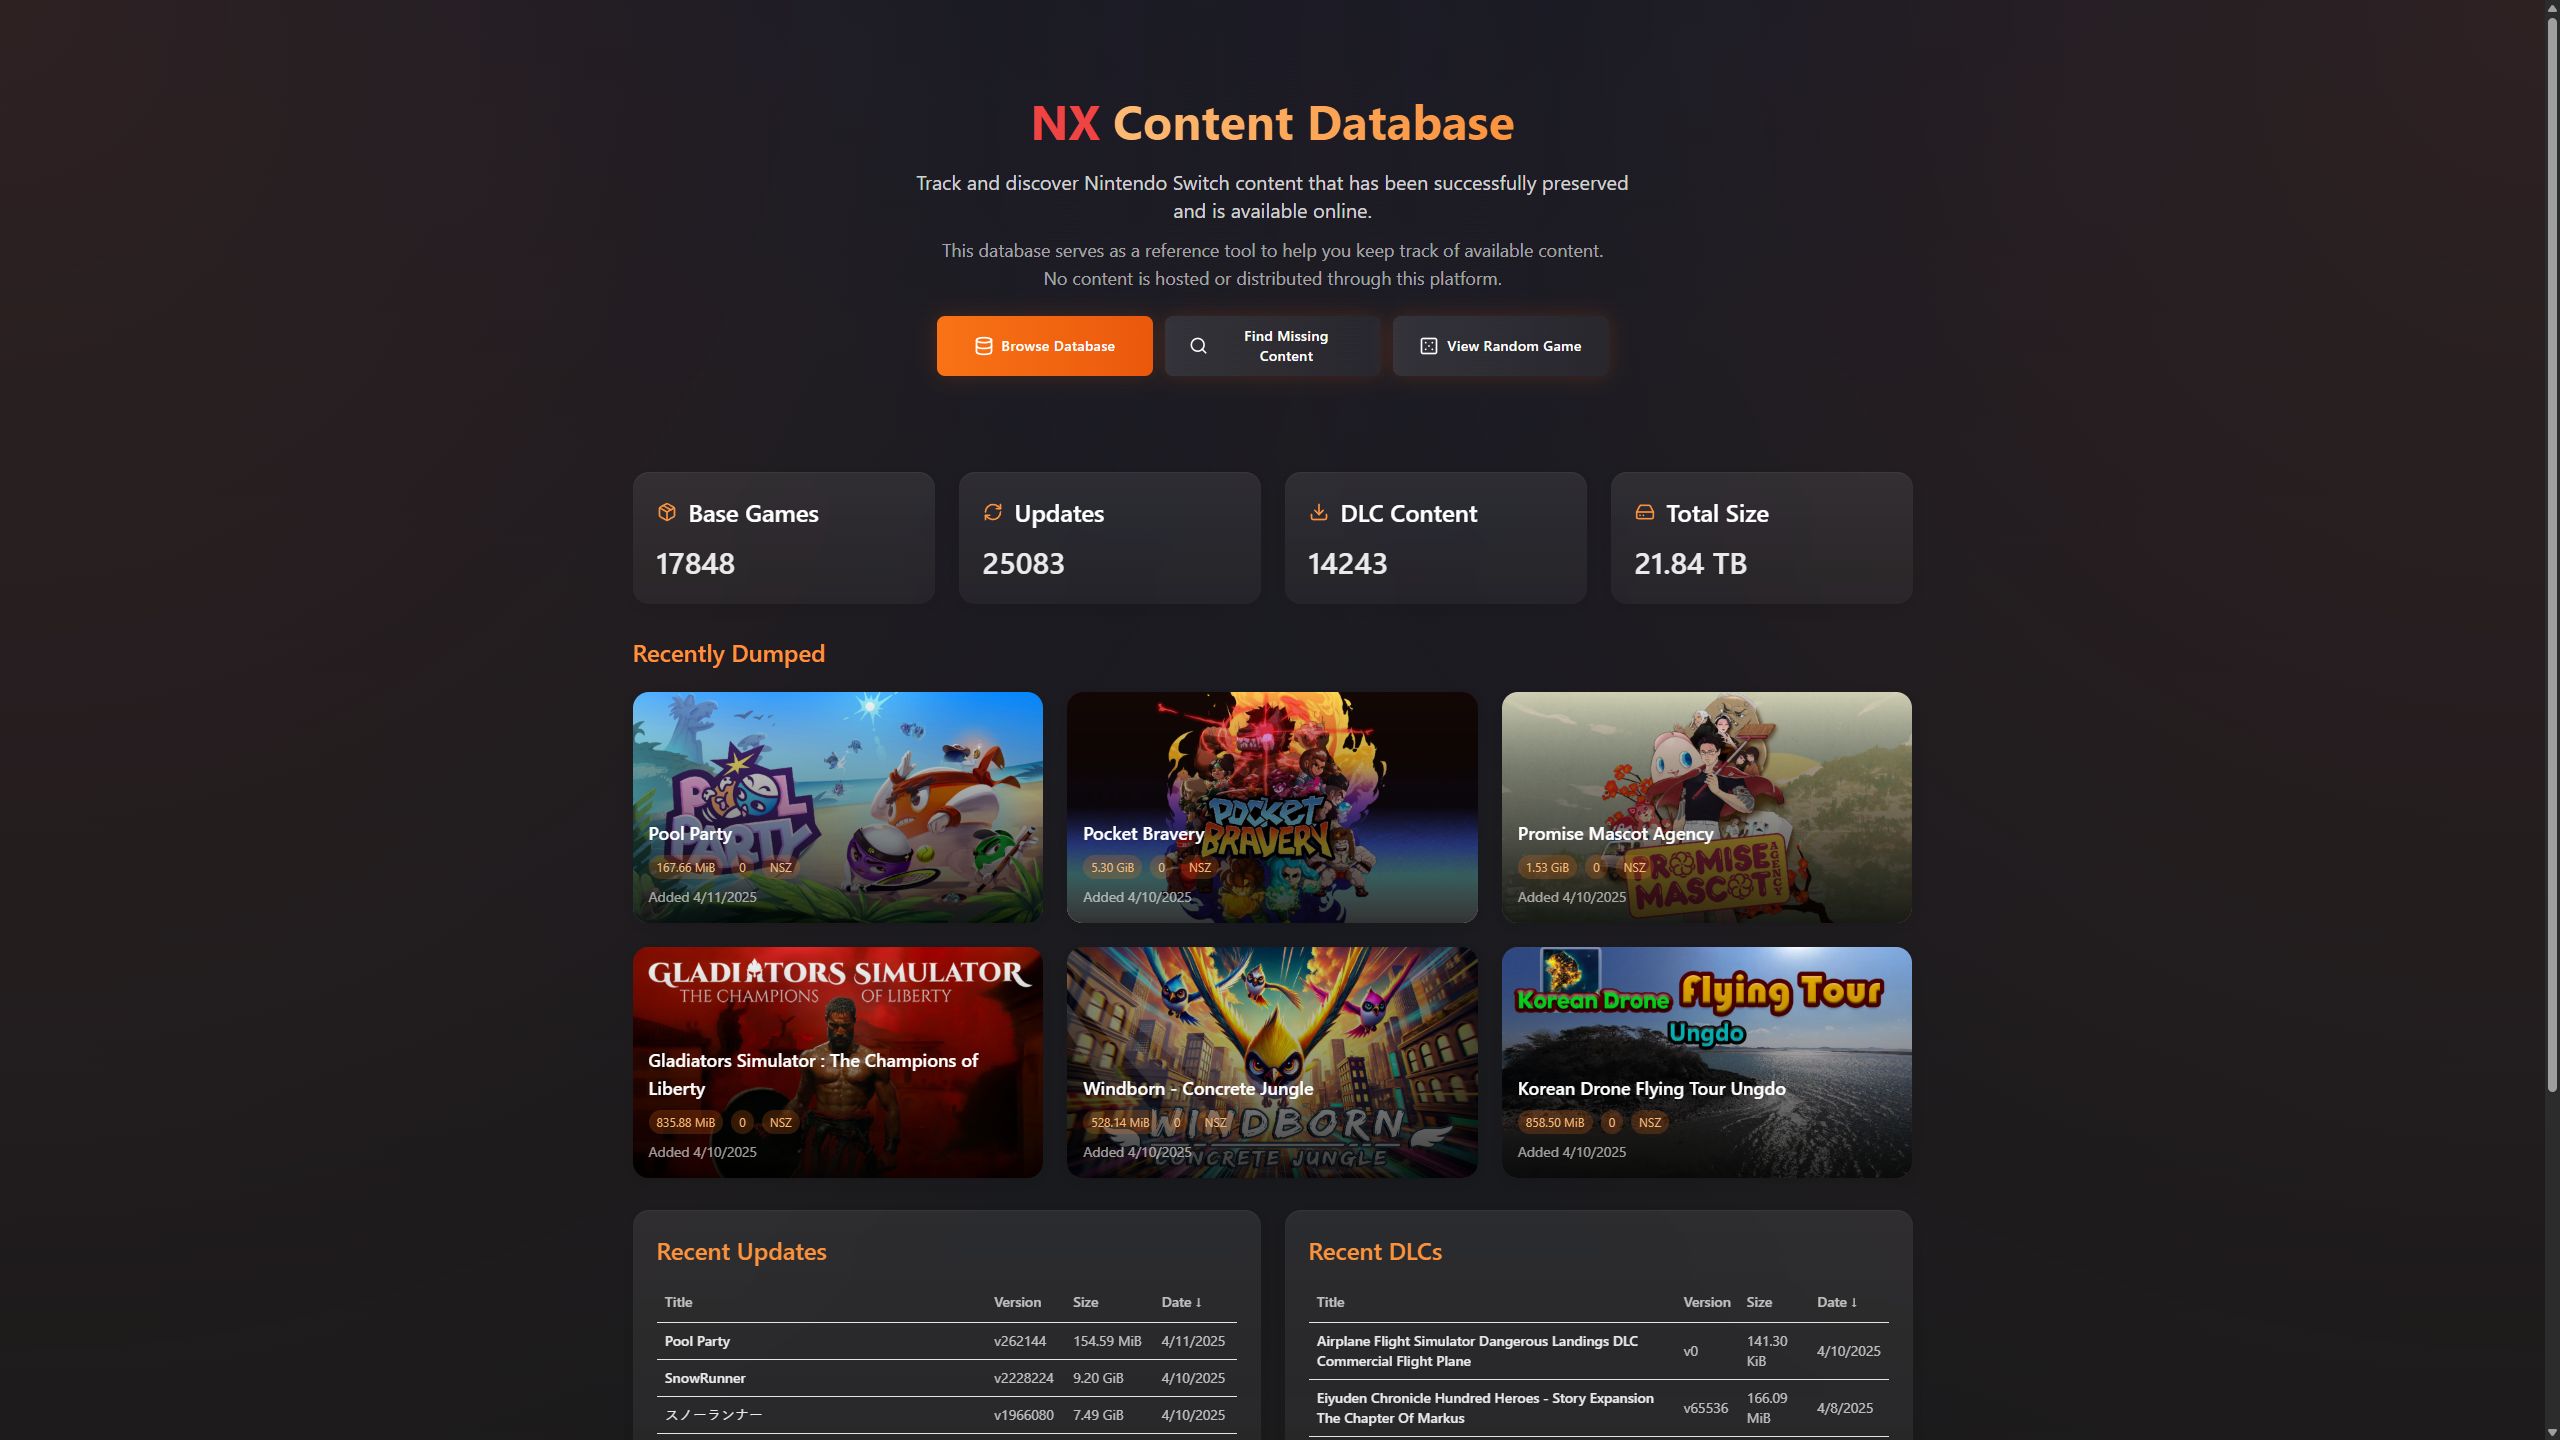 NX Content Database
Track and discover Nintendo Switch content that has been successfully preserved
and is available online.
This database serves as a reference tool to help you keep track of available content.
No content is hosted or distributed through this platform.
Browse Database
Find Missing
Content
View Random Game
Base Games
17848
Updates
25083
DLC Content
14243
Total Size
21.84 TB
Recently Dumped
POOL
PARTY
Pool Party
167.66 MiB 0 NSZ
Added 4/11/2025
POCKET
BRAVERY
Pocket Bravery
5.30 GiB 0 NSZ
Added 4/10/2025
PROMISE
MASCOT
AGENCY
Promise Mascot Agency
1.53 GiB 0 NSZ
Added 4/10/2025
GLADIATORS SIMULATOR
THE CHAMPIONS OF LIBERTY
Gladiators Simulator : The Champions of
Liberty
835.88 MiB 0 NSZ
Added 4/10/2025
Windborn - Concrete Jungle
WINDBORN
CONCRETE JUNGLE
528.14 MiB 0 NSZ
Added 4/10/2025
Korean Drone Flying Tour
Ungdo
Korean Drone Flying Tour Ungdo
858.50 MiB 0 NSZ
Added 4/10/2025
Recent Updates
Title Version Size Date ↓
Pool Party v262144 154.59 MiB 4/11/2025
SnowRunner v2228224 9.20 GiB 4/10/2025
スノーランナー v1966080 7.49 GiB 4/10/2025
Recent DLCs
Title Version Size Date ↓
Airplane Flight Simulator Dangerous Landings DLC
Commercial Flight Plane
v0
141.30
KiB
4/10/2025
Eiyuden Chronicle Hundred Heroes - Story Expansion
The Chapter Of Markus
v65536
166.09
MiB
4/8/2025